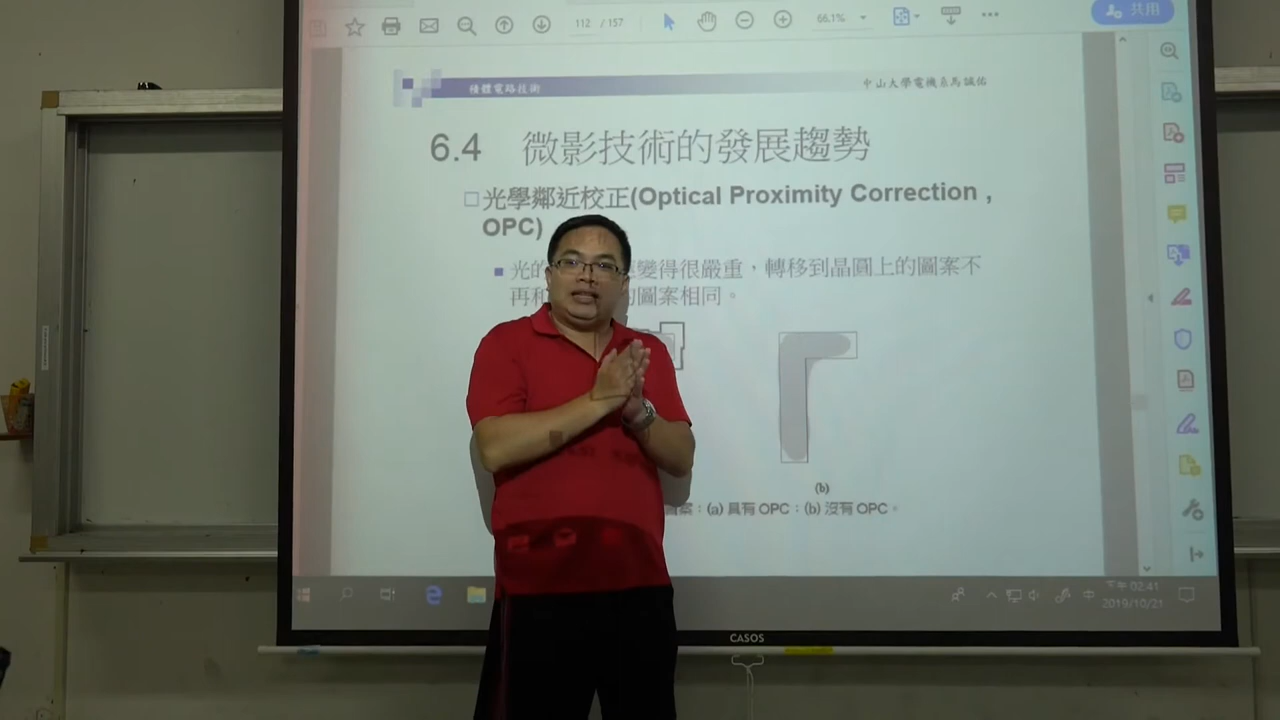 112 / 157
66.1%
共用
積體電路技術
中山大學電機系馬誠佑
6.4 微影技術的發展趨勢
光學鄰近校正(Optical Proximity Correction ,
OPC)
光的 變得很嚴重，轉移到晶圓上的圖案不
再和 的圖案相同。
(b)
圖案：(a) 具有 OPC：(b) 沒有 OPC。
中
下午 02:41
2019/10/21
CASOS